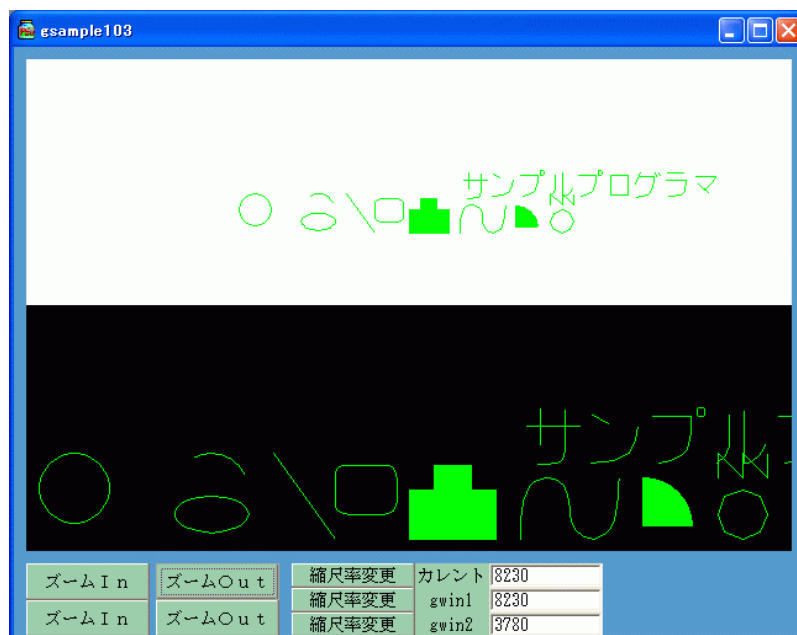 gsample103
サンプルプログラマ
サンプル
ズームIn ズームOut 縮尺率変更 カレント 8230
縮尺率変更 gwin1 8230
ズームIn ズームOut 縮尺率変更 gwin2 3780